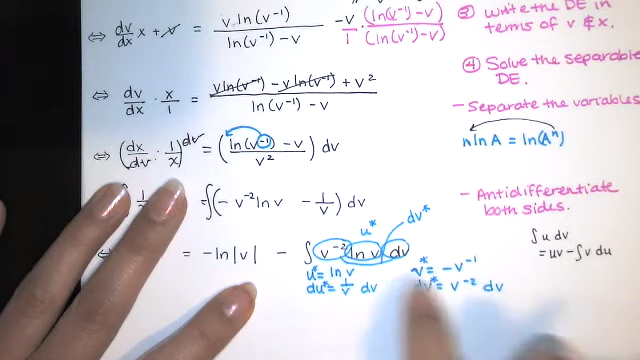 ⇔ dv/dx x + v = v ln(v⁻¹) / ln(v⁻¹) − v − v/1 · (ln(v⁻¹) − v) / (ln(v⁻¹) − v)
③ Write the DE in
terms of v & x.
④ Solve the separable
DE.
⇔ dv/dx · x/1 = v ln(v⁻¹) − v ln(v⁻¹) + v² / ln(v⁻¹) − v
- Separate the variables
n ln A = ln(Aⁿ)
⇔ (dx/dv · 1/x) dv = (ln(v⁻¹) − v / v²) dv
= ∫(− v⁻² ln v − 1/v) dv
- Antidifferentiate
both sides.
u* dv*
⇔ = − ln|v| − ∫ v⁻² ln v dv
∫ u dv
= uv − ∫ v du
u* = ln v v* = − v⁻¹
du* = 1/v dv dv* = v⁻² dv